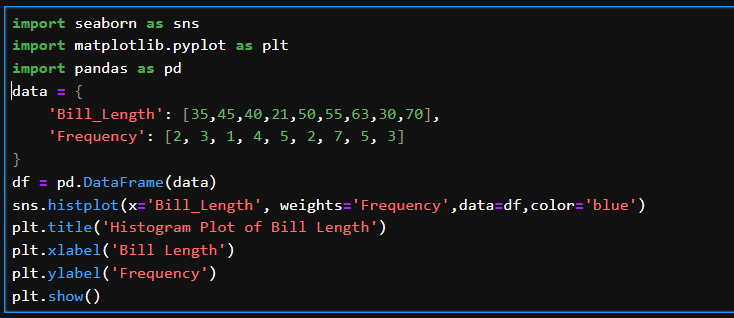 import seaborn as sns
import matplotlib.pyplot as plt
import pandas as pd
data = {
    'Bill_Length': [35,45,40,21,50,55,63,30,70],
    'Frequency': [2, 3, 1, 4, 5, 2, 7, 5, 3]
}
df = pd.DataFrame(data)
sns.histplot(x='Bill_Length', weights='Frequency',data=df,color='blue')
plt.title('Histogram Plot of Bill Length')
plt.xlabel('Bill Length')
plt.ylabel('Frequency')
plt.show()